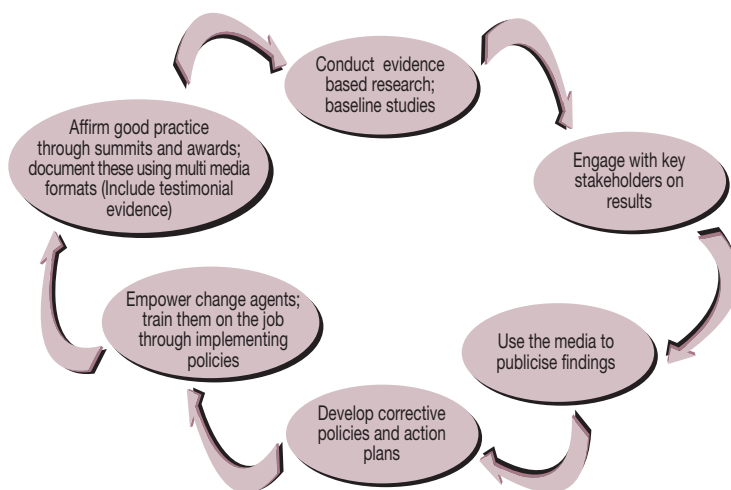 Conduct evidence
based research;
baseline studies
Engage with key
stakeholders on
results
Use the media to
publicise findings
Develop corrective
policies and action
plans
Empower change agents;
train them on the job
through implementing
policies
Affirm good practice
through summits and awards;
document these using multi media
formats (Include testimonial
evidence)